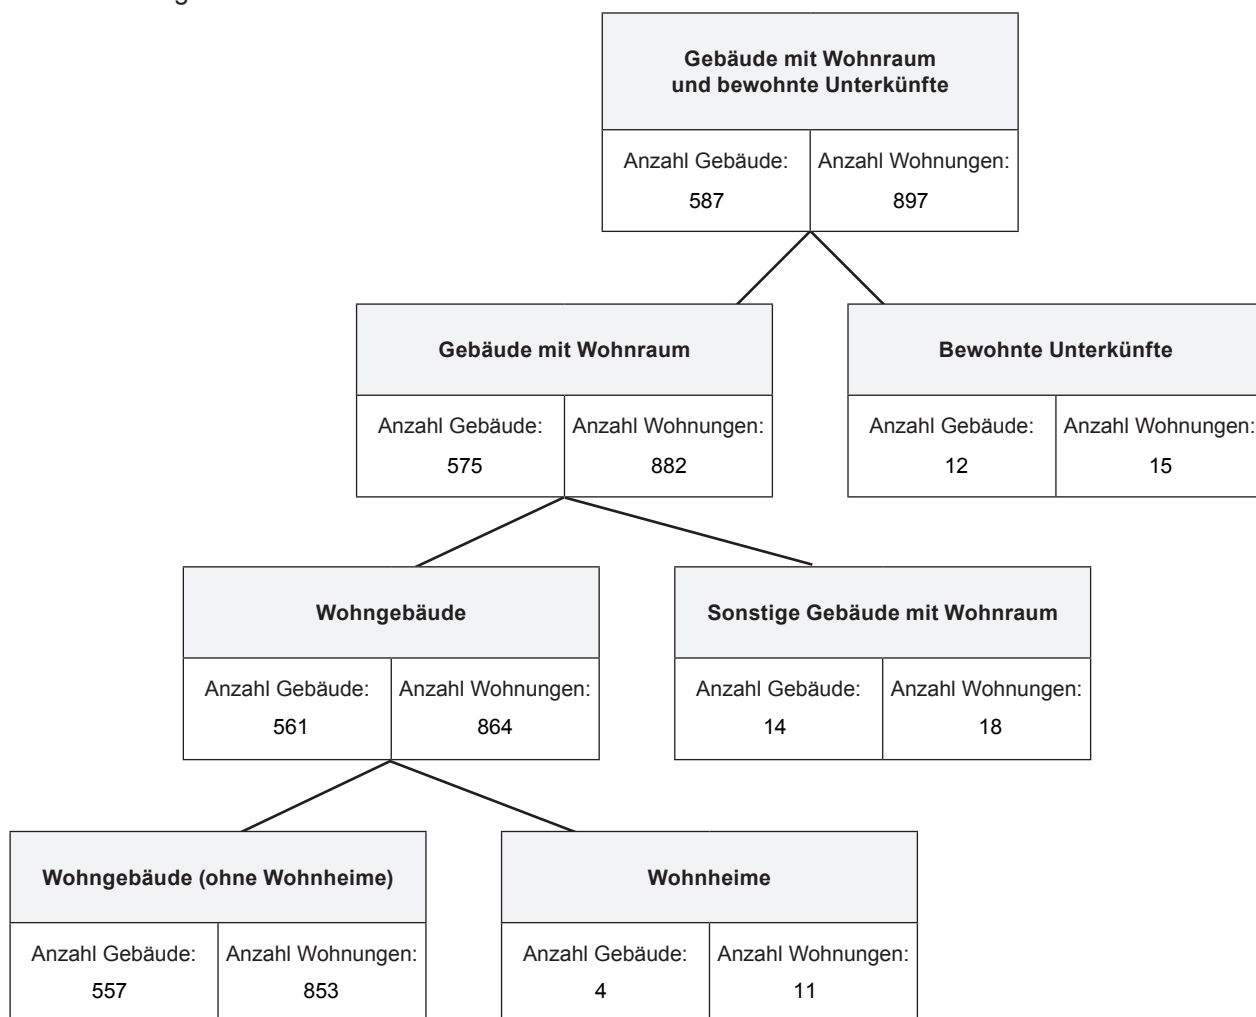 Gebäude mit Wohnraum
und bewohnte Unterkünfte
Anzahl Gebäude: Anzahl Wohnungen:
587 897
Gebäude mit Wohnraum
Anzahl Gebäude: Anzahl Wohnungen:
575 882
Bewohnte Unterkünfte
Anzahl Gebäude: Anzahl Wohnungen:
12 15
Wohngebäude
Anzahl Gebäude: Anzahl Wohnungen:
561 864
Sonstige Gebäude mit Wohnraum
Anzahl Gebäude: Anzahl Wohnungen:
14 18
Wohngebäude (ohne Wohnheime)
Anzahl Gebäude: Anzahl Wohnungen:
557 853
Wohnheime
Anzahl Gebäude: Anzahl Wohnungen:
4 11